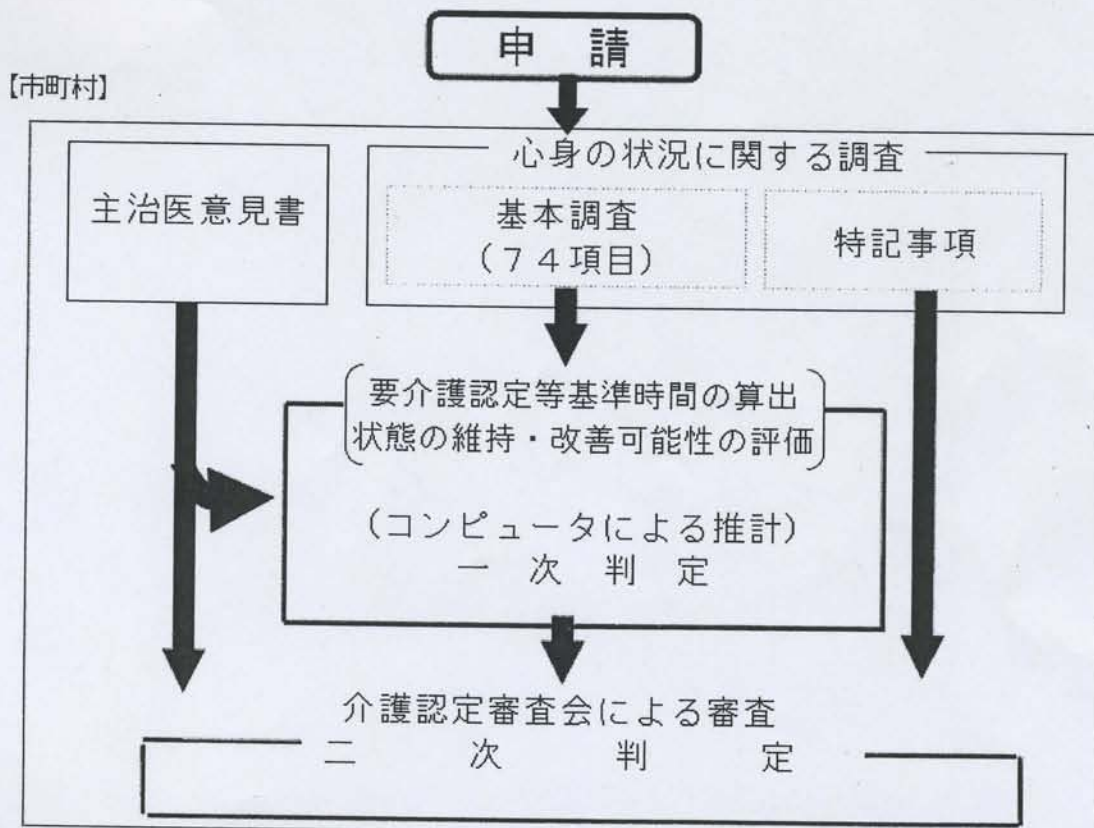 申 請
【市町村】
主治医意見書
心身の状況に関する調査
基本調査
(74項目)
特記事項
要介護認定等基準時間の算出
状態の維持・改善可能性の評価
(コンピュータによる推計)
一 次 判 定
介護認定審査会による審査
二 次 判 定